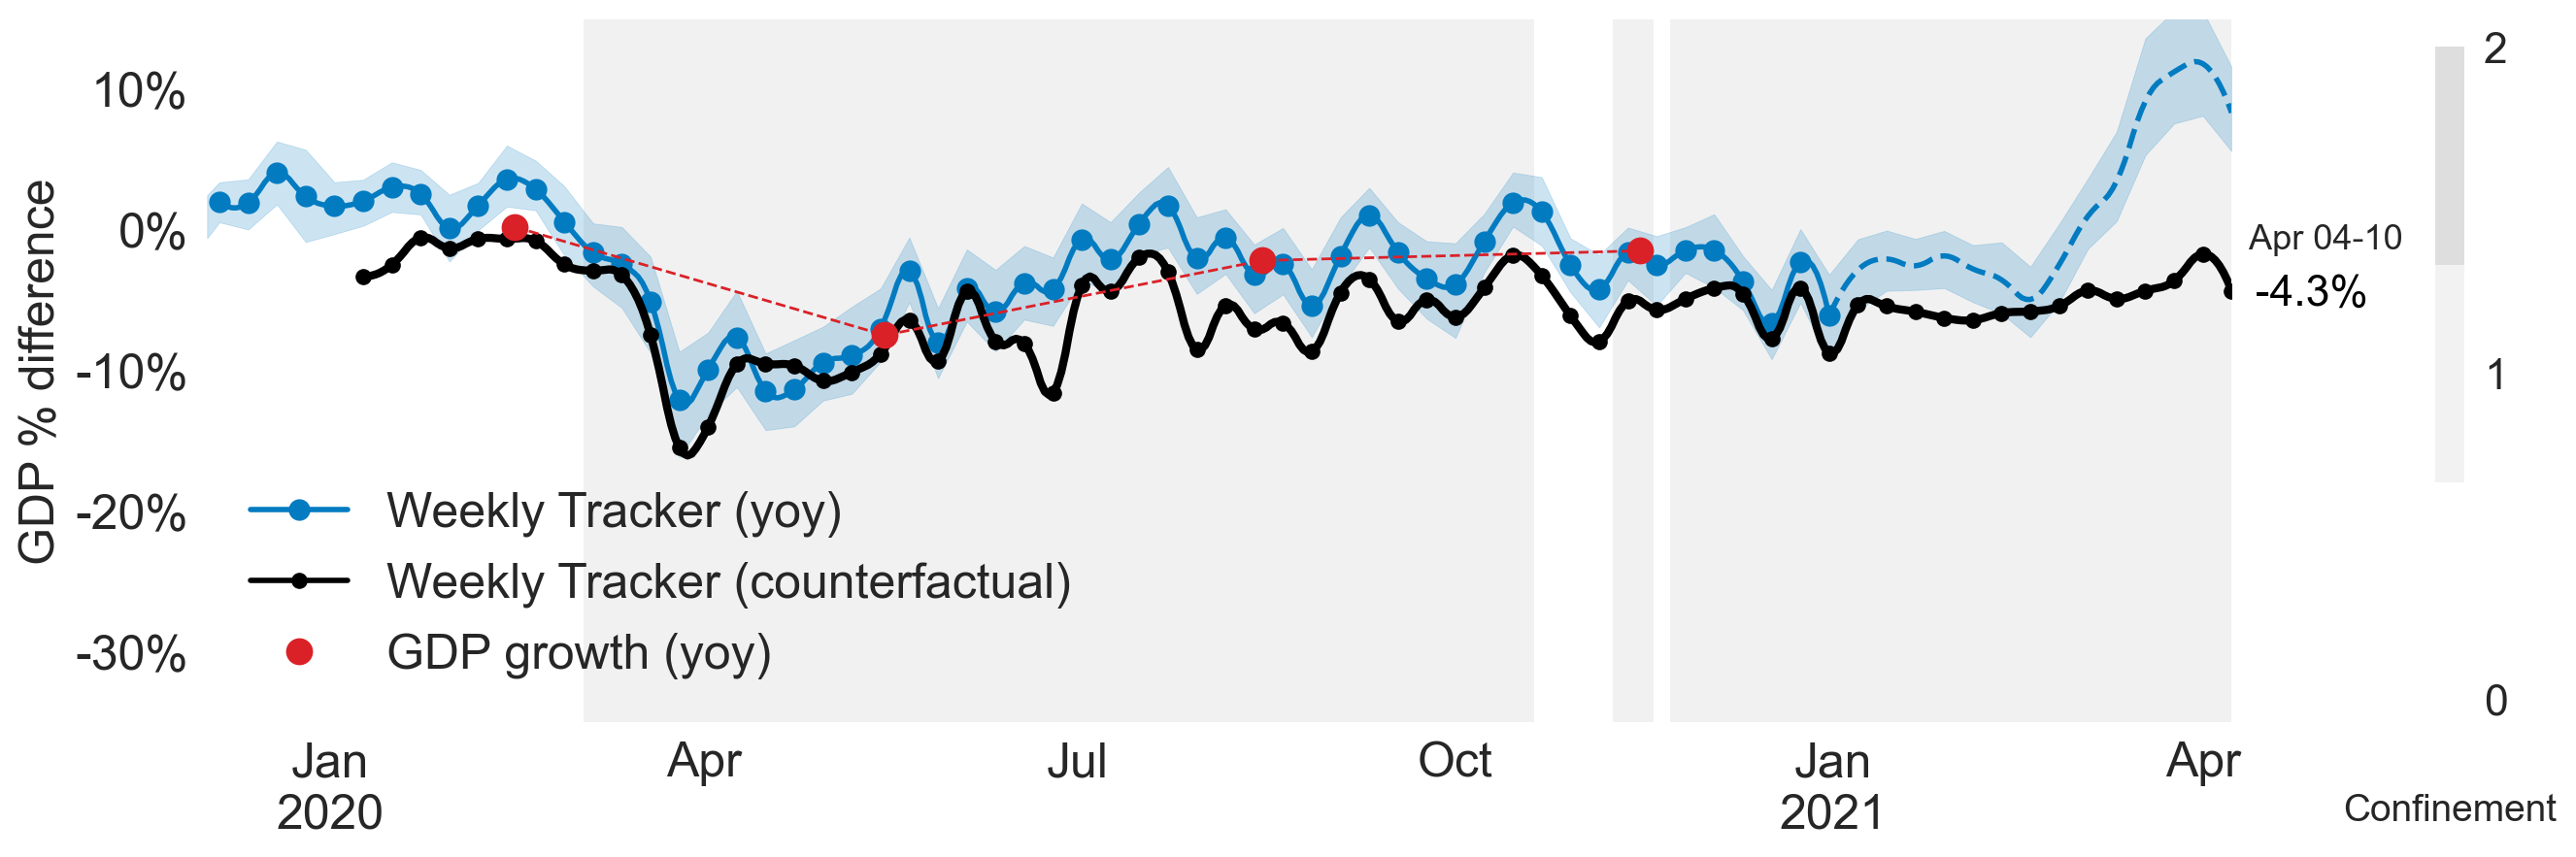 GDP % difference
10%
0%
-10%
-20%
-30%
Weekly Tracker (yoy)
Weekly Tracker (counterfactual)
GDP growth (yoy)
Jan
2020
Apr
Jul
Oct
Jan
2021
Apr
Apr 04-10
-4.3%
2
1
0
Confinement